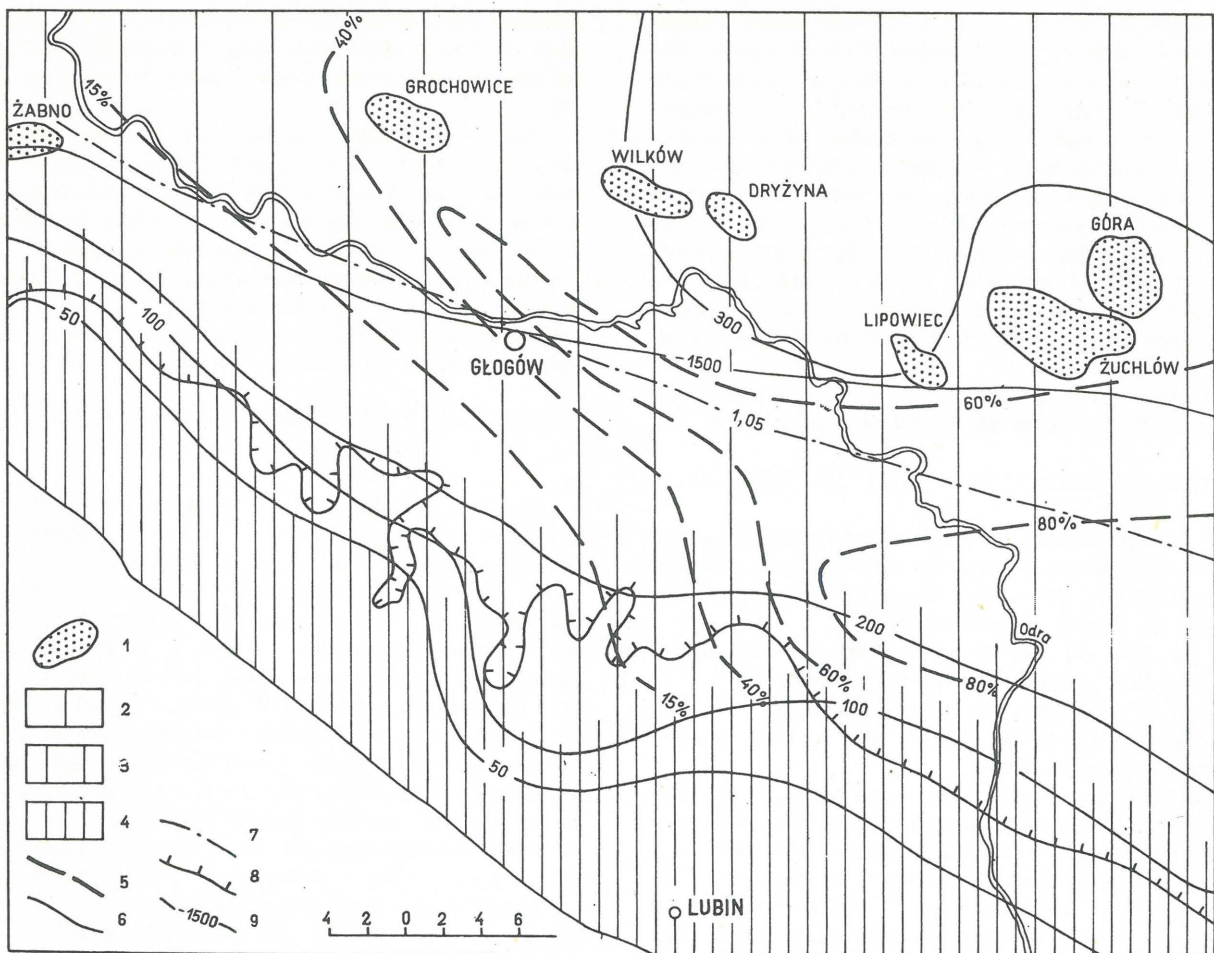 40%
15%
ŻABNO
GROCHOWICE
WILKÓW
DRYŻYNA
GÓRA
LIPOWIEC
ŻUCHLÓW
300
-1500
GŁOGÓW
60%
1,05
50
100
80%
200
Odra
60%
80%
40%
15%
100
50
LUBIN
1
2
3
4
5
6
7
8
-1500 9
4 2 0 2 4 6